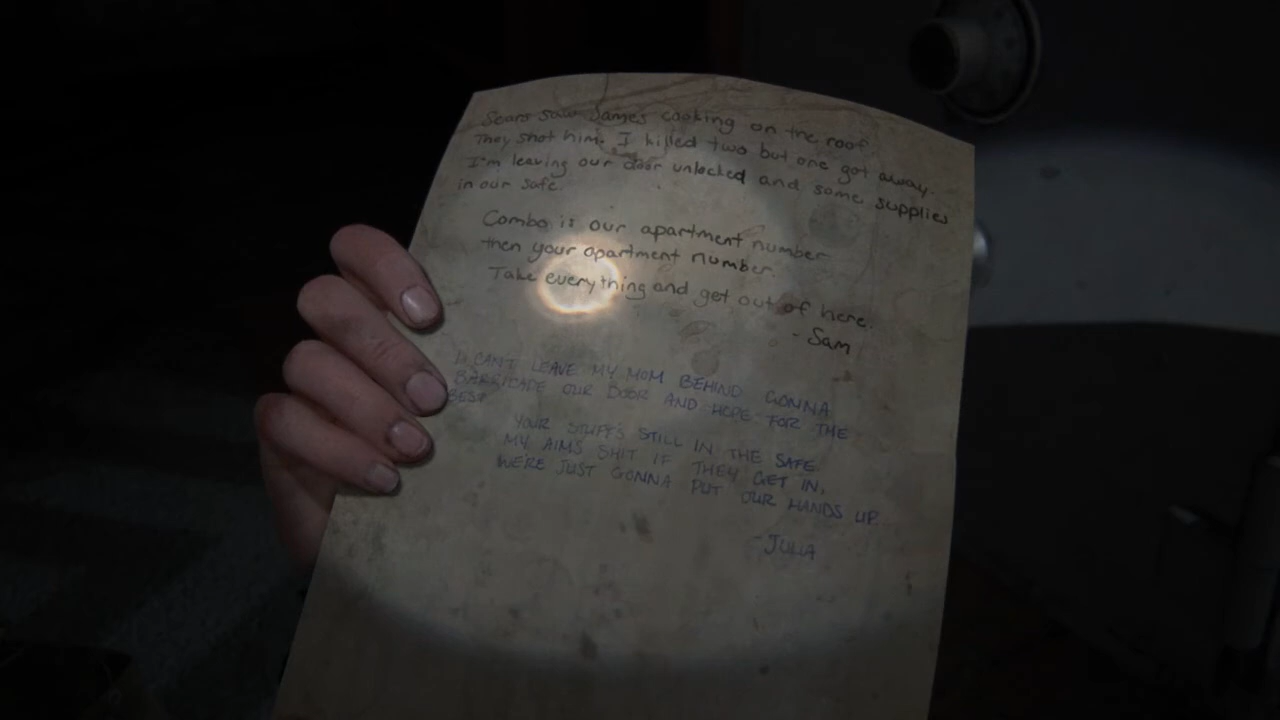 Scars saw James cooking on the roof.
They shot him. I killed two but one got away.
I'm leaving our door unlocked and some supplies
in our safe.
Combo is our apartment number
then your apartment number.
Take everything and get out of here.
- Sam
I CAN'T LEAVE MY MOM BEHIND GONNA
BARRICADE OUR DOOR AND HOPE FOR THE
BEST.
YOUR STUFF'S STILL IN THE SAFE.
MY AIMS SHIT IF THEY GET IN,
WE'RE JUST GONNA PUT OUR HANDS UP.
-JULIA